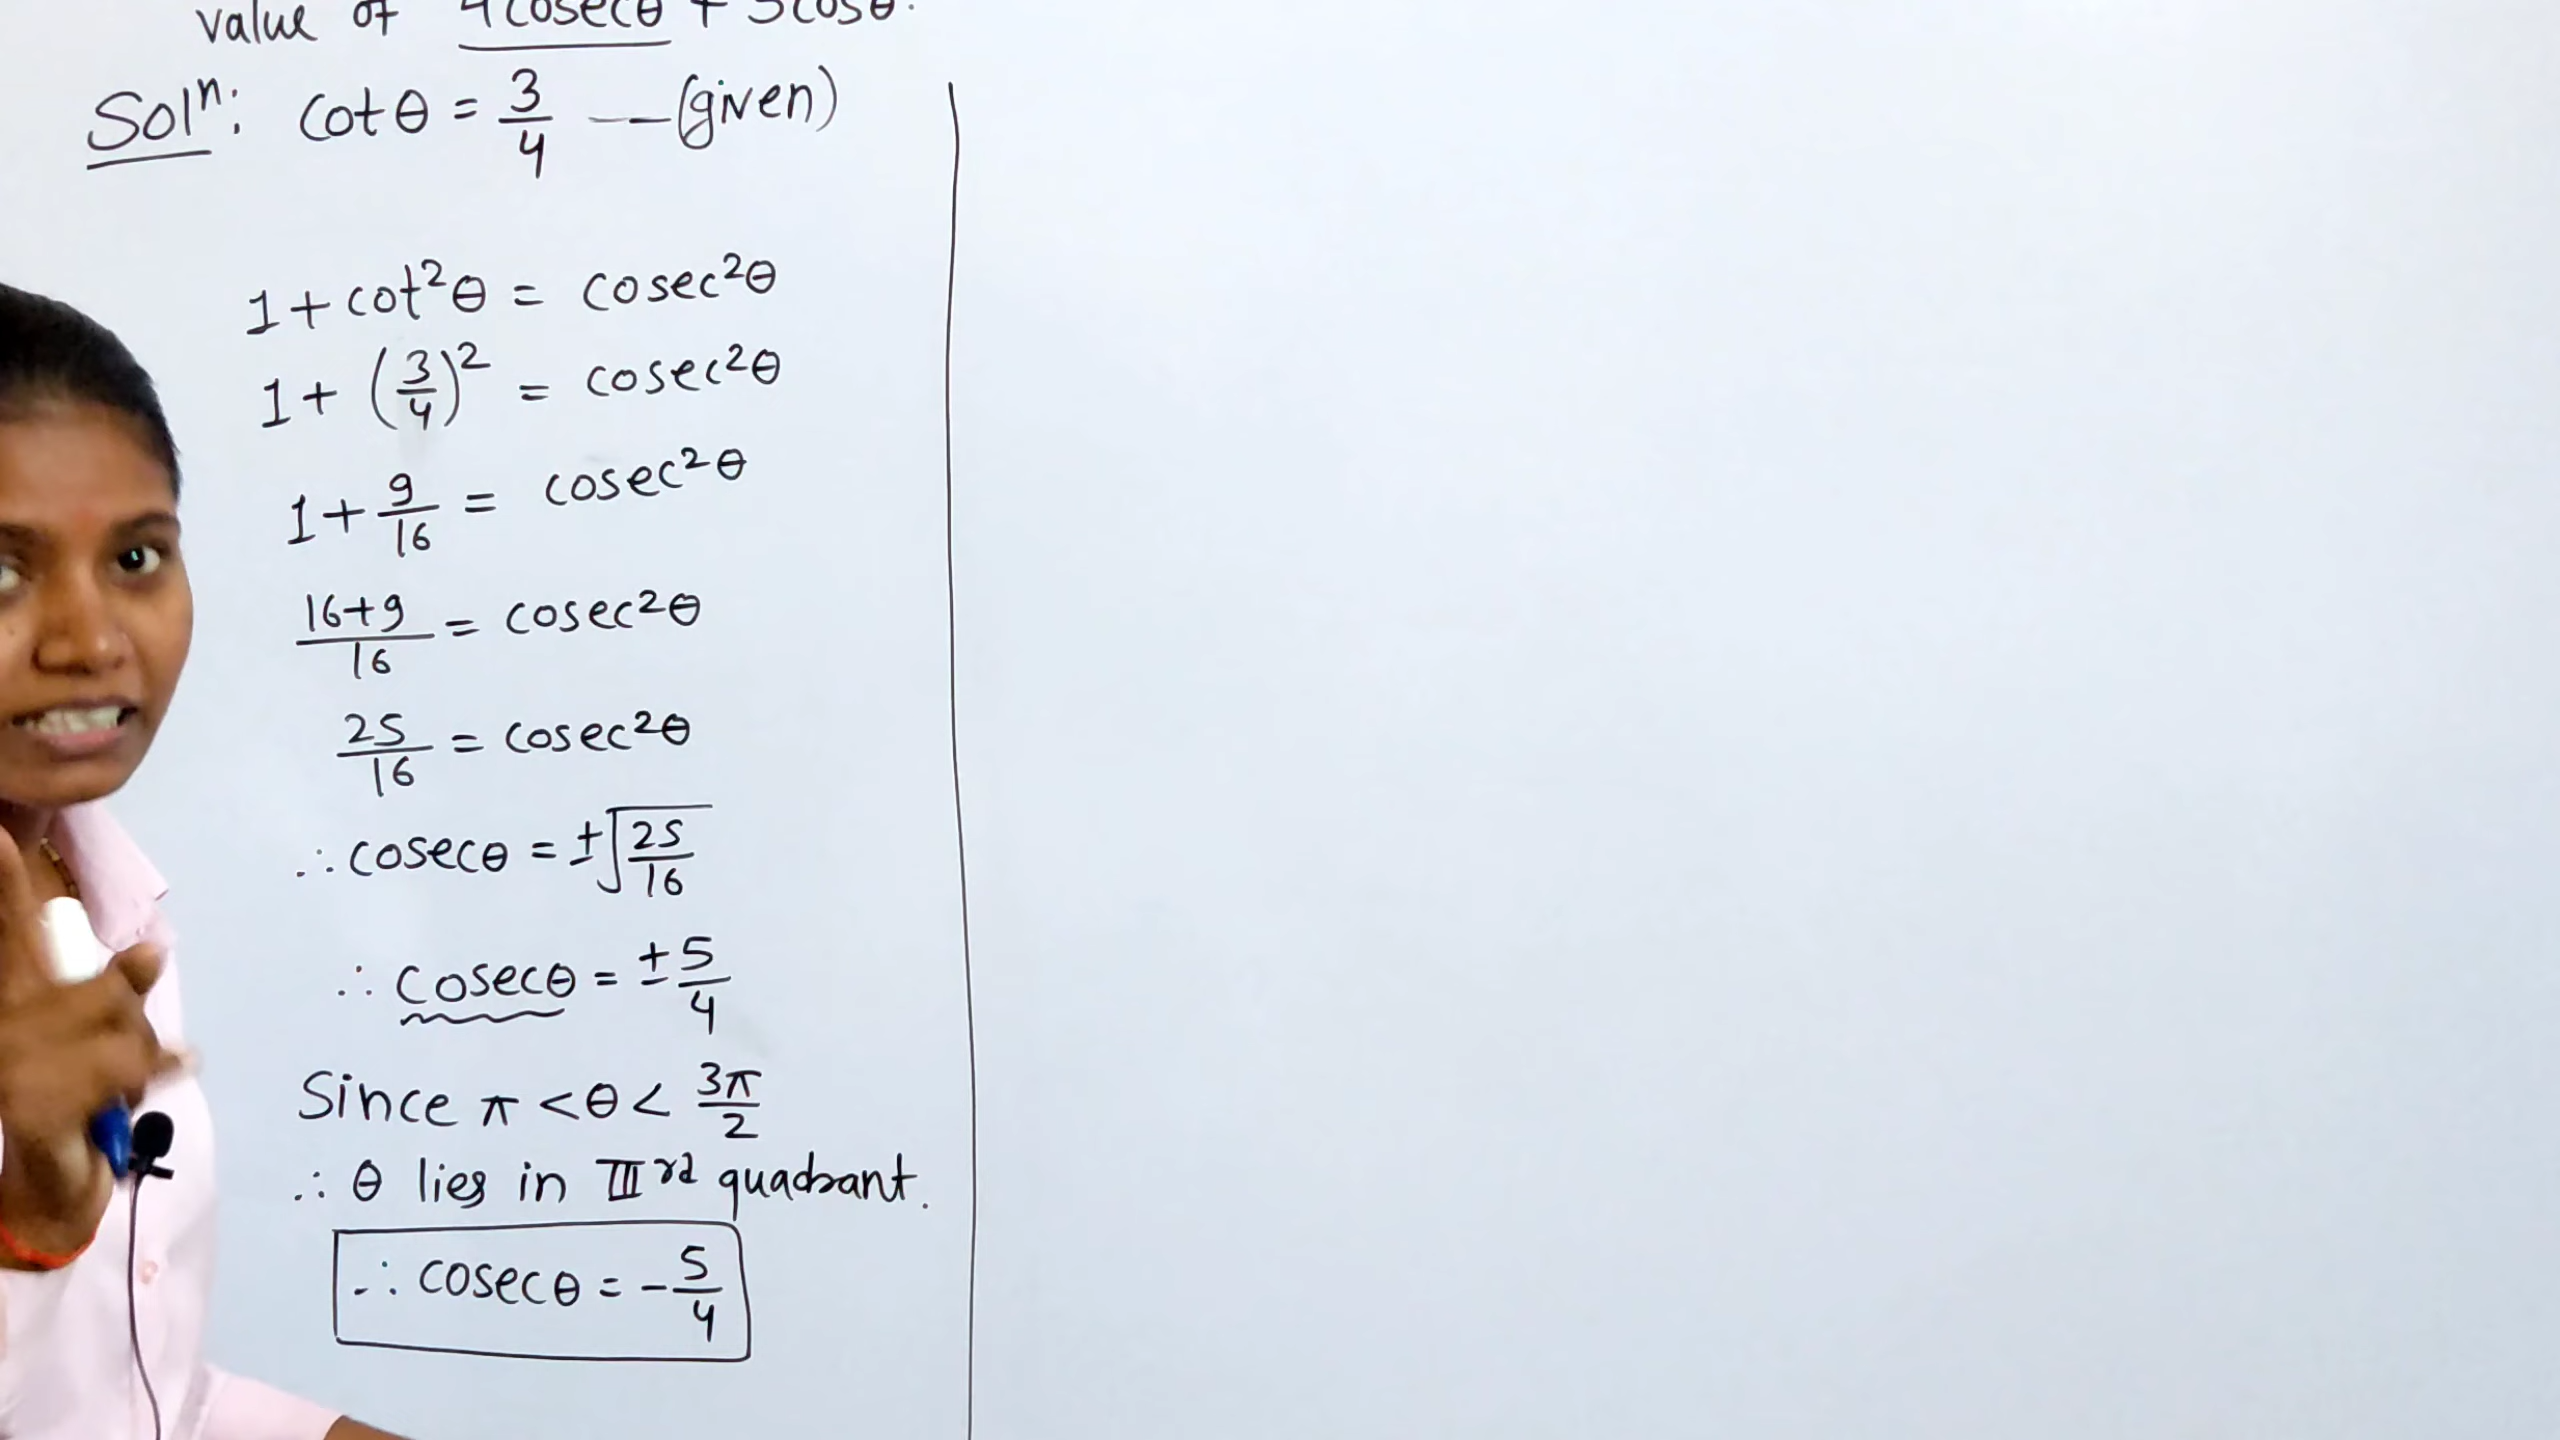 value of 4cosecθ + 5cosθ.
Solⁿ: cotθ = 3/4 —(given)
1 + cot²θ = cosec²θ
1 + (3/4)² = cosec²θ
1 + 9/16 = cosec²θ
16+9/16 = cosec²θ
25/16 = cosec²θ
∴ cosecθ = ±√25/16
∴ cosecθ = ±5/4
Since π < θ < 3π/2
∴ θ lies in IIIrd quadrant.
∴ cosecθ = -5/4